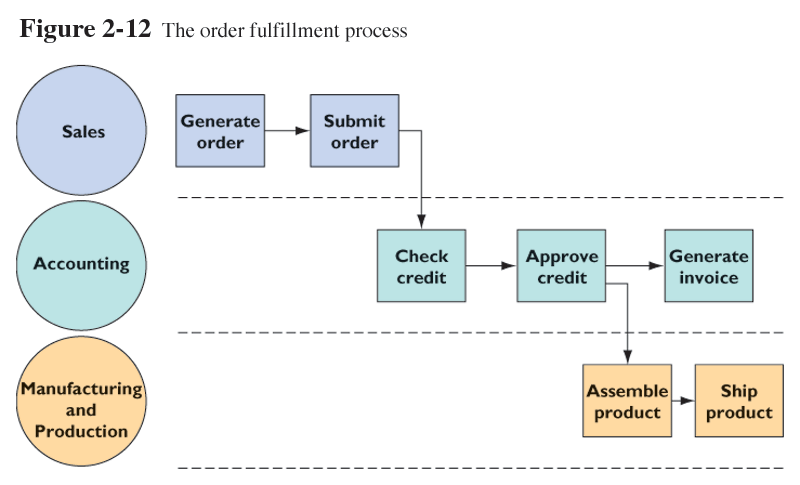 Figure 2-12 The order fulfillment process
Sales
Generate
order
Submit
order
Accounting
Check
credit
Approve
credit
Generate
invoice
Manufacturing
and
Production
Assemble
product
Ship
product